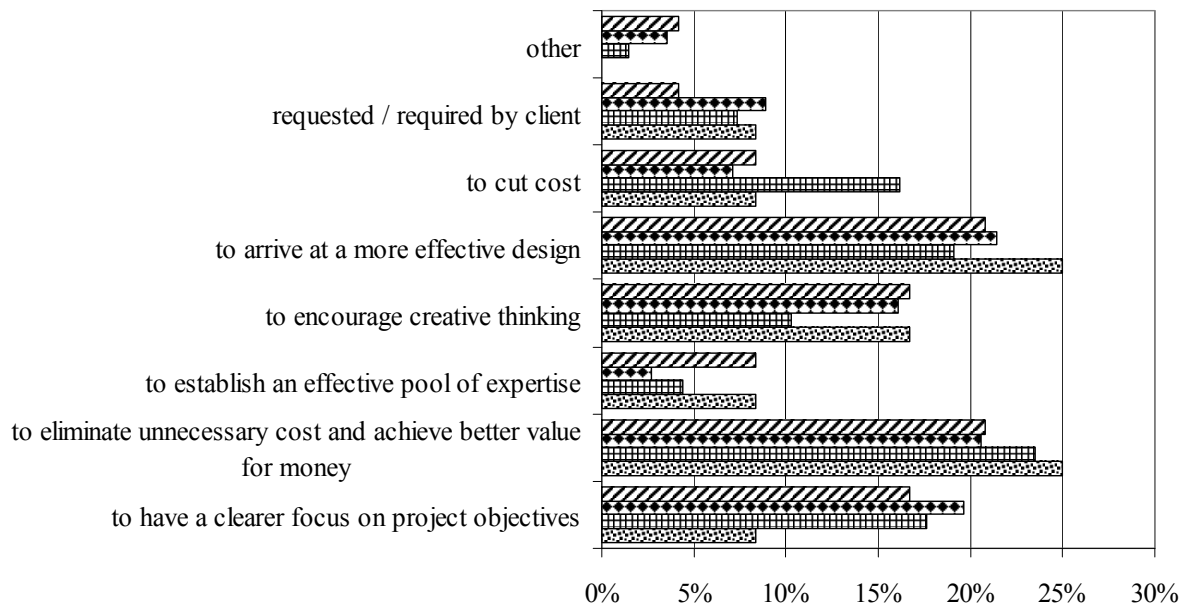 other
requested / required by client
to cut cost
to arrive at a more effective design
to encourage creative thinking
to establish an effective pool of expertise
to eliminate unnecessary cost and achieve better value
for money
to have a clearer focus on project objectives
0% 5% 10% 15% 20% 25% 30%